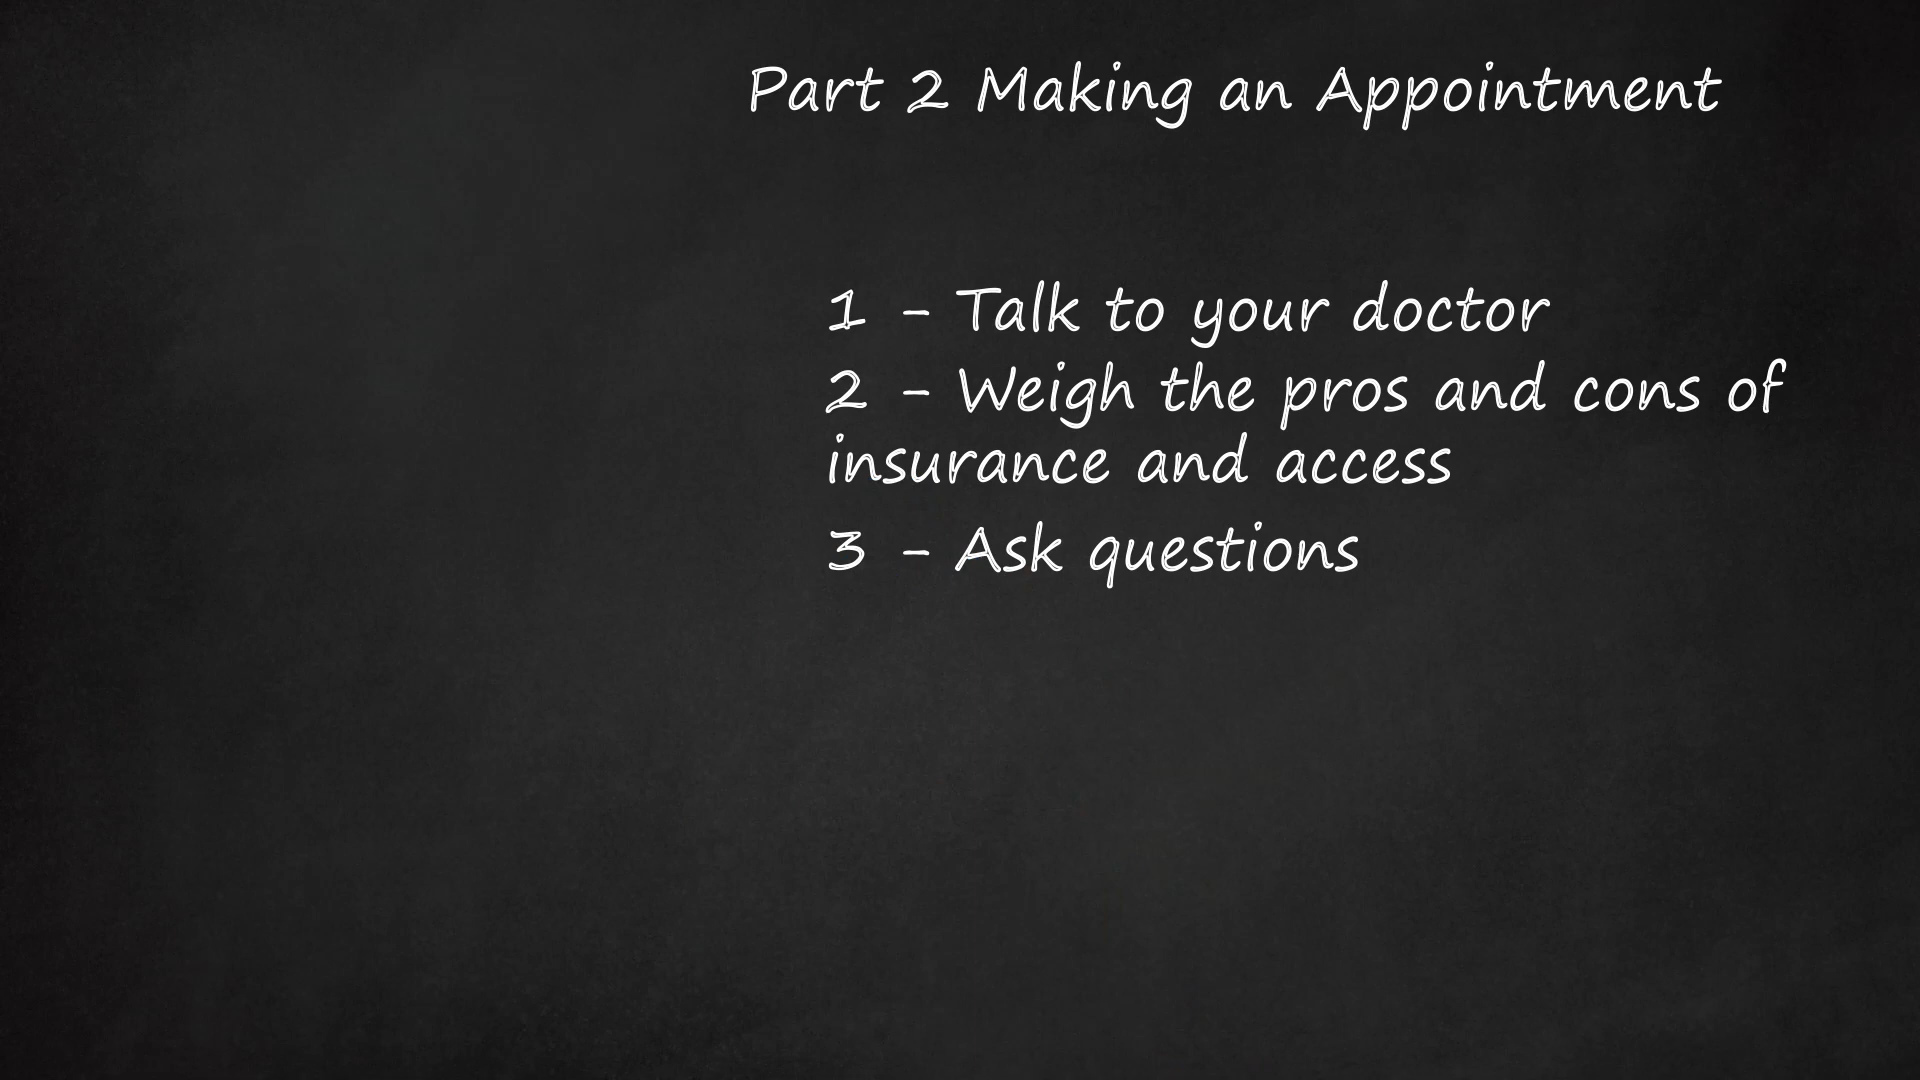 Part 2 Making an Appointment
1 - Talk to your doctor
2 - Weigh the pros and cons of
insurance and access
3 - Ask questions